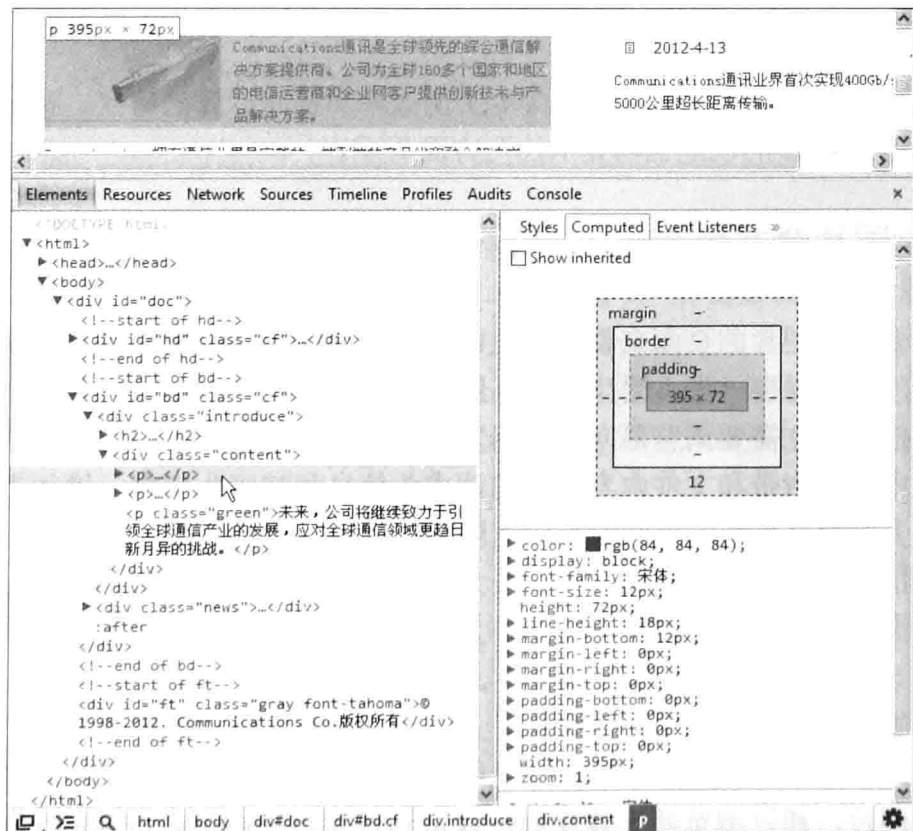 p 395px × 72px
Communications通讯是全球领先的综合通信解
决方案提供商。公司为全球160多个国家和地区
的电信运营商和企业网客户提供创新技术与产
品解决方案。
2012-4-13
Communications通讯业界首次实现400Gb/
5000公里超长距离传输。
Elements Resources Network Sources Timeline Profiles Audits Console ×
<!DOCTYPE html>
▼<html>
▶<head>…</head>
▼<body>
▼<div id="doc">
<!--start of hd-->
▶<div id="hd" class="cf">…</div>
<!--end of hd-->
<!--start of bd-->
▼<div id="bd" class="cf">
▼<div class="introduce">
▶<h2>…</h2>
▼<div class="content">
▶<p>…</p>
▶<p>…</p>
<p class="green">未来，公司将继续致力于引
领全球通信产业的发展，应对全球通信领域更趋日
新月异的挑战。</p>
</div>
</div>
▶<div class="news">…</div>
:after
</div>
<!--end of bd-->
<!--start of ft-->
<div id="ft" class="gray font-tahoma">©
1998-2012. Communications Co.版权所有</div>
<!--end of ft-->
</div>
</body>
</html>
Styles Computed Event Listeners »
Show inherited
margin -
border -
padding-
- - - 395 × 72 - - -
-
-
12
▶ color: rgb(84, 84, 84);
▶ display: block;
▶ font-family: 宋体;
▶ font-size: 12px;
height: 72px;
▶ line-height: 18px;
▶ margin-bottom: 12px;
▶ margin-left: 0px;
▶ margin-right: 0px;
▶ margin-top: 0px;
▶ padding-bottom: 0px;
▶ padding-left: 0px;
▶ padding-right: 0px;
▶ padding-top: 0px;
width: 395px;
▶ zoom: 1;
html body div#doc div#bd.cf div.introduce div.content p